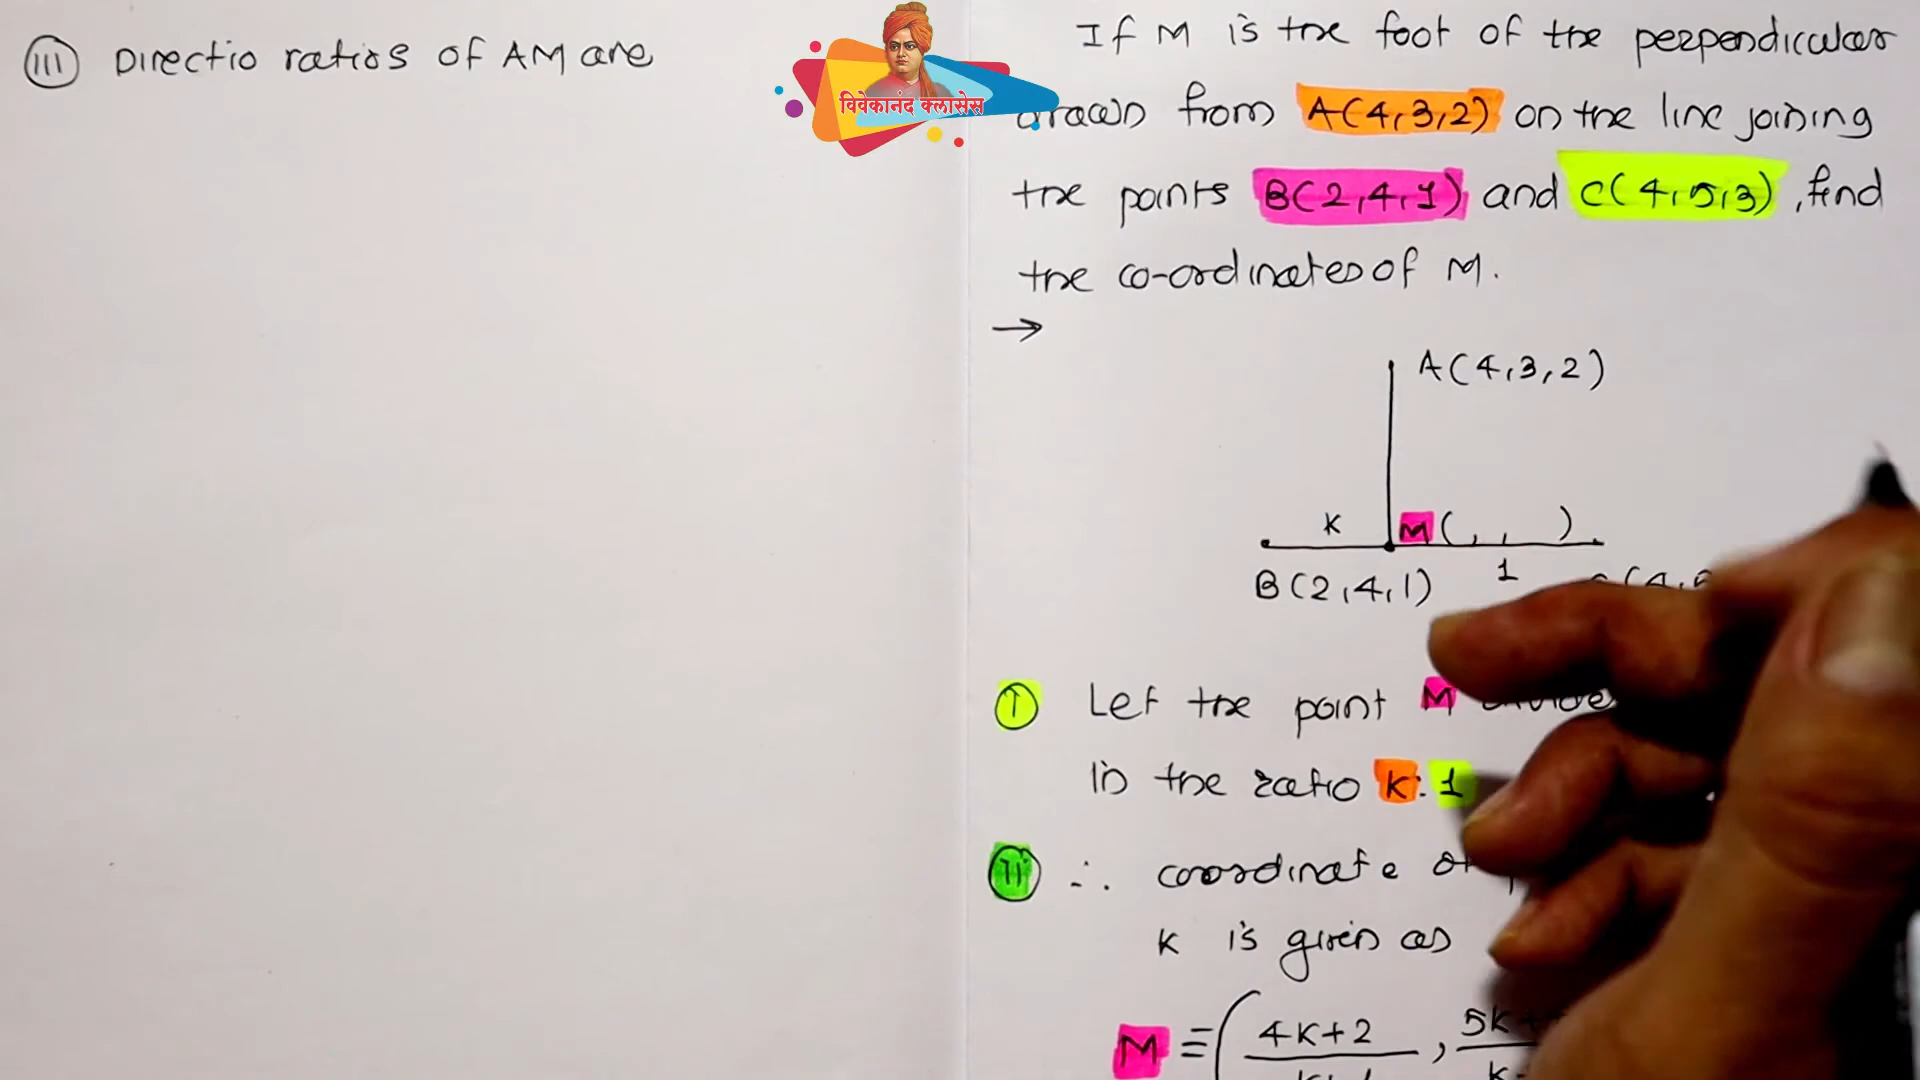 III Directio ratios of AM are
विवेकानंद क्लासेस
If M is the foot of the perpendicular
drawn from A(4,3,2) on the line joining
the points B(2,4,1) and C(4,5,3), find
the co-ordinates of M.
→
A(4,3,2)
K M( , , )
B(2,4,1) 1
I Let the point M divides
in the ratio K:1
II ∴ coordinate of
K is given as
M ≡ ( 4K+2 , 5K+